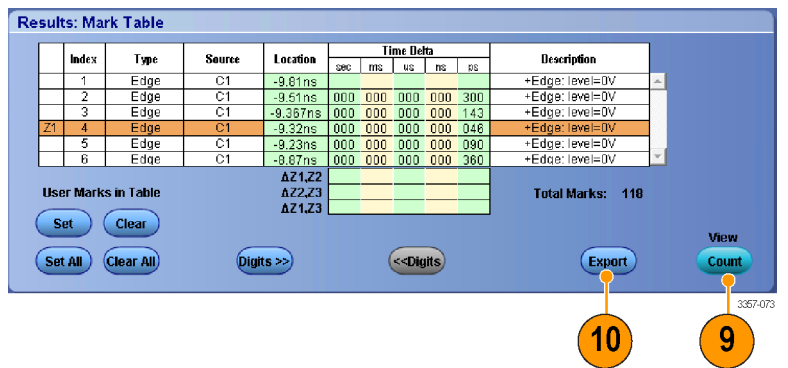 Results: Mark Table
Index Type Source Location Time Delta Description
sec ms us ns ps
1 Edge C1 -9.81ns +Edge: level=0V
2 Edge C1 -9.51ns 000 000 000 000 300 +Edge: level=0V
3 Edge C1 -9.367ns 000 000 000 000 143 +Edge: level=0V
Z1 4 Edge C1 -9.32ns 000 000 000 000 046 +Edge: level=0V
5 Edge C1 -9.23ns 000 000 000 000 090 +Edge: level=0V
6 Edge C1 -8.87ns 000 000 000 000 360 +Edge: level=0V
ΔZ1,Z2
User Marks in Table ΔZ2,Z3 Total Marks: 118
ΔZ1,Z3
Set Clear
View
Set All Clear All Digits >> <<Digits Export Count
3357-073
10 9